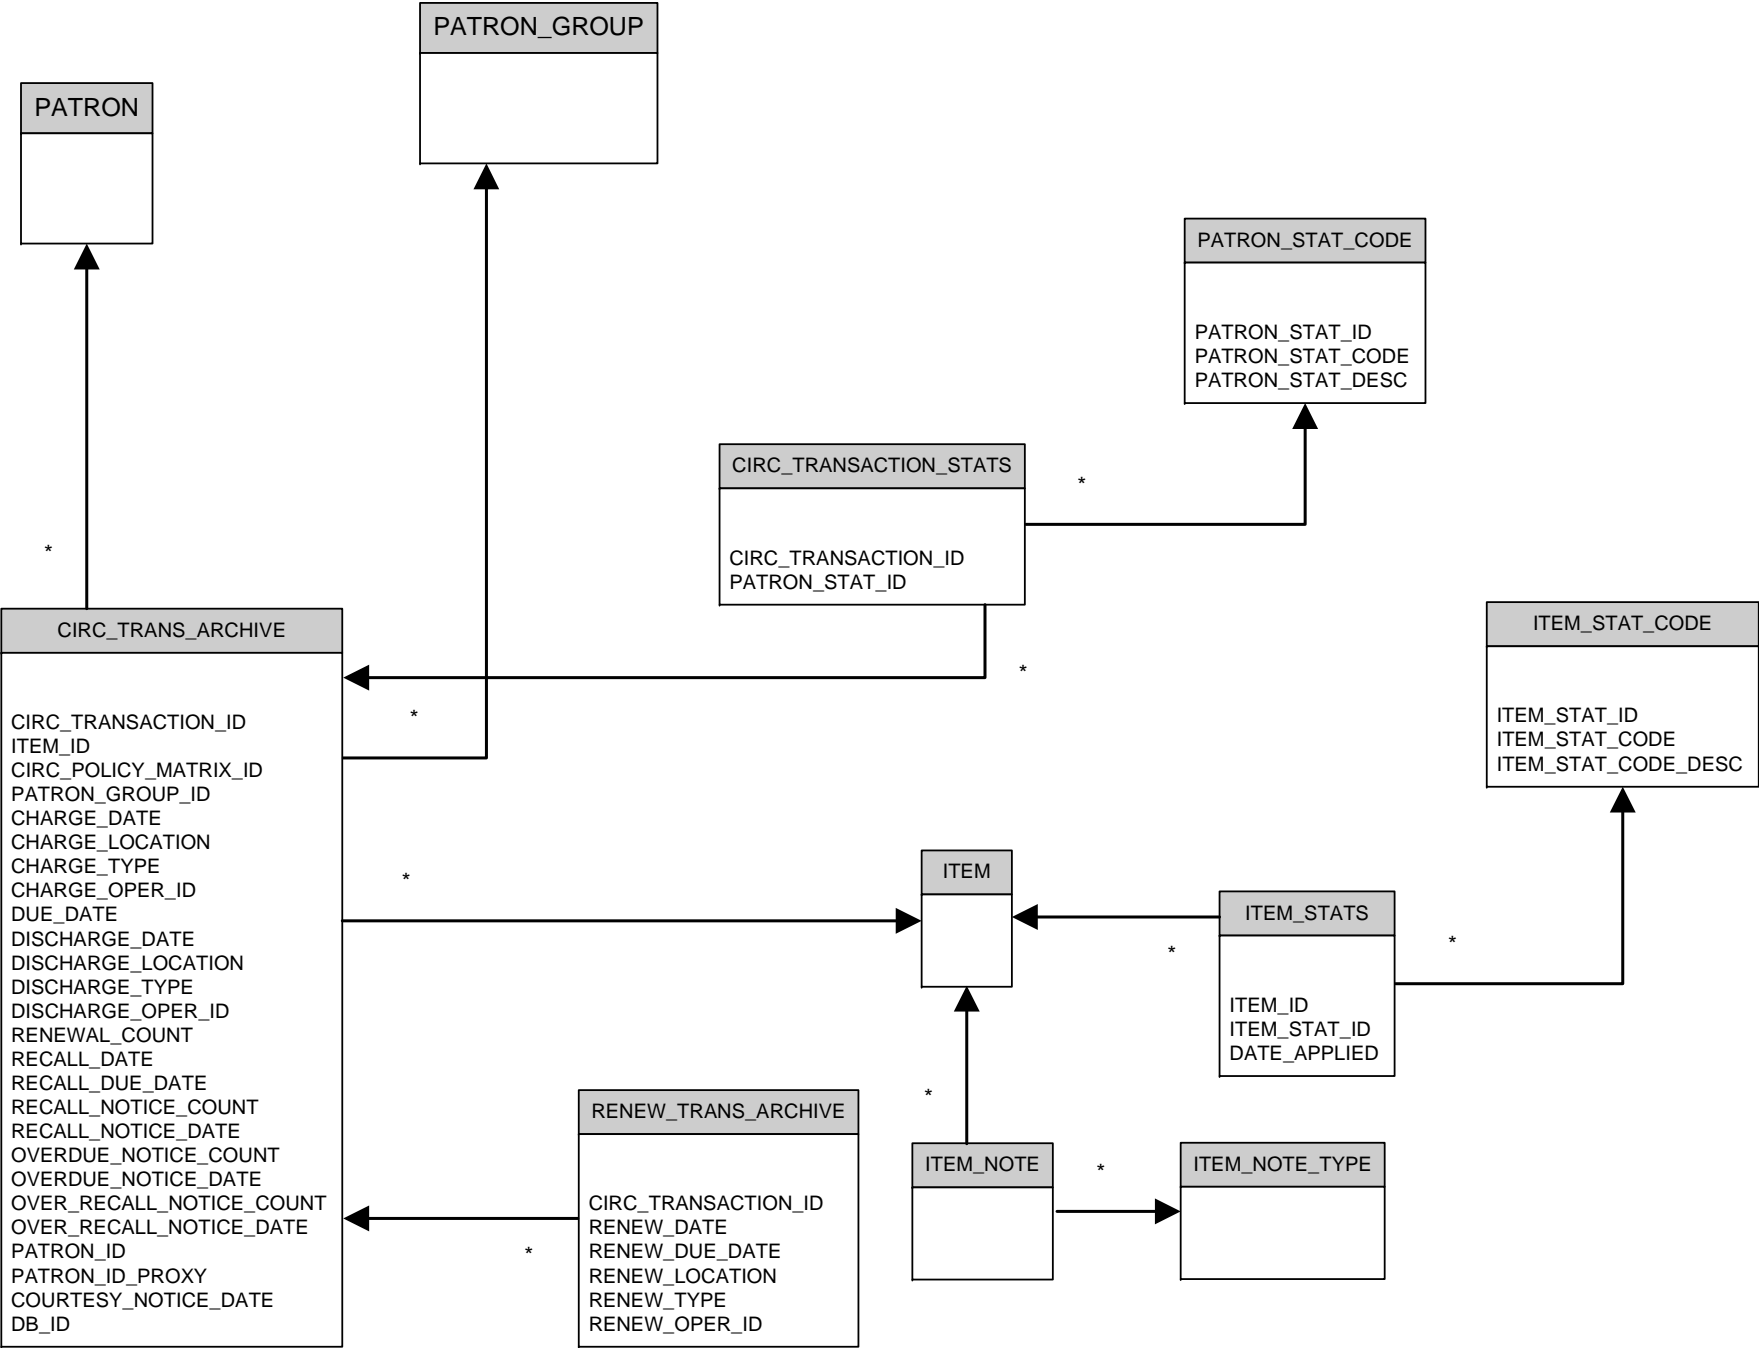 PATRON_GROUP
PATRON
PATRON_STAT_CODE
PATRON_STAT_ID
PATRON_STAT_CODE
PATRON_STAT_DESC
CIRC_TRANSACTION_STATS
*
CIRC_TRANSACTION_ID
PATRON_STAT_ID
*
*
*
CIRC_TRANS_ARCHIVE
CIRC_TRANSACTION_ID
ITEM_ID
CIRC_POLICY_MATRIX_ID
PATRON_GROUP_ID
CHARGE_DATE
CHARGE_LOCATION
CHARGE_TYPE
CHARGE_OPER_ID
DUE_DATE
DISCHARGE_DATE
DISCHARGE_LOCATION
DISCHARGE_TYPE
DISCHARGE_OPER_ID
RENEWAL_COUNT
RECALL_DATE
RECALL_DUE_DATE
RECALL_NOTICE_COUNT
RECALL_NOTICE_DATE
OVERDUE_NOTICE_COUNT
OVERDUE_NOTICE_DATE
OVER_RECALL_NOTICE_COUNT
OVER_RECALL_NOTICE_DATE
PATRON_ID
PATRON_ID_PROXY
COURTESY_NOTICE_DATE
DB_ID
ITEM_STAT_CODE
ITEM_STAT_ID
ITEM_STAT_CODE
ITEM_STAT_CODE_DESC
*
ITEM
ITEM_STATS
*
*
ITEM_ID
ITEM_STAT_ID
DATE_APPLIED
*
RENEW_TRANS_ARCHIVE
CIRC_TRANSACTION_ID
RENEW_DATE
RENEW_DUE_DATE
RENEW_LOCATION
RENEW_TYPE
RENEW_OPER_ID
*
ITEM_NOTE
*
ITEM_NOTE_TYPE